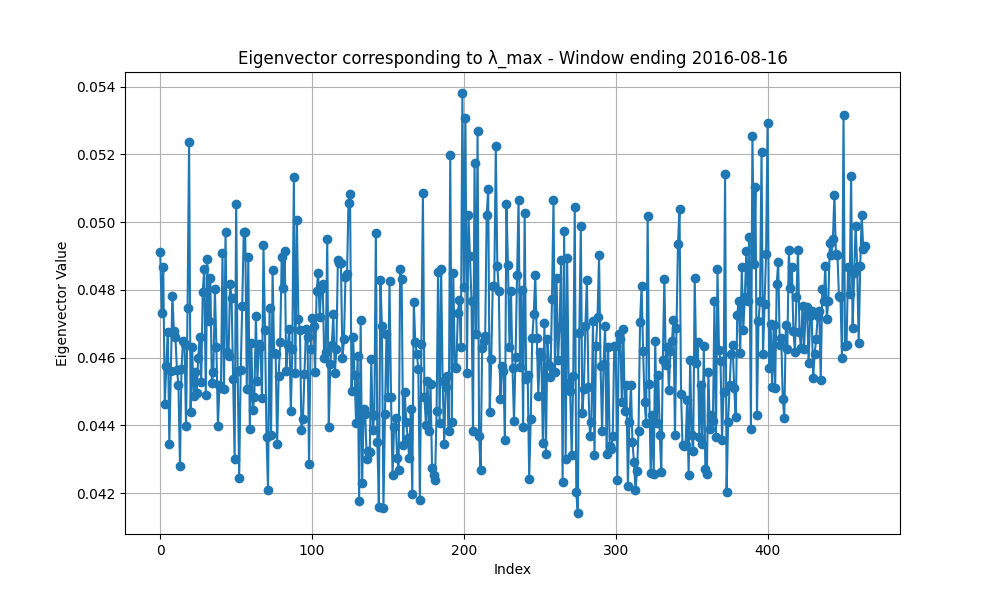 Eigenvector corresponding to λ_max - Window ending 2016-08-16
0.054
0.052
0.050
0.048
0.046
0.044
0.042
Eigenvector Value
0 100 200 300 400
Index